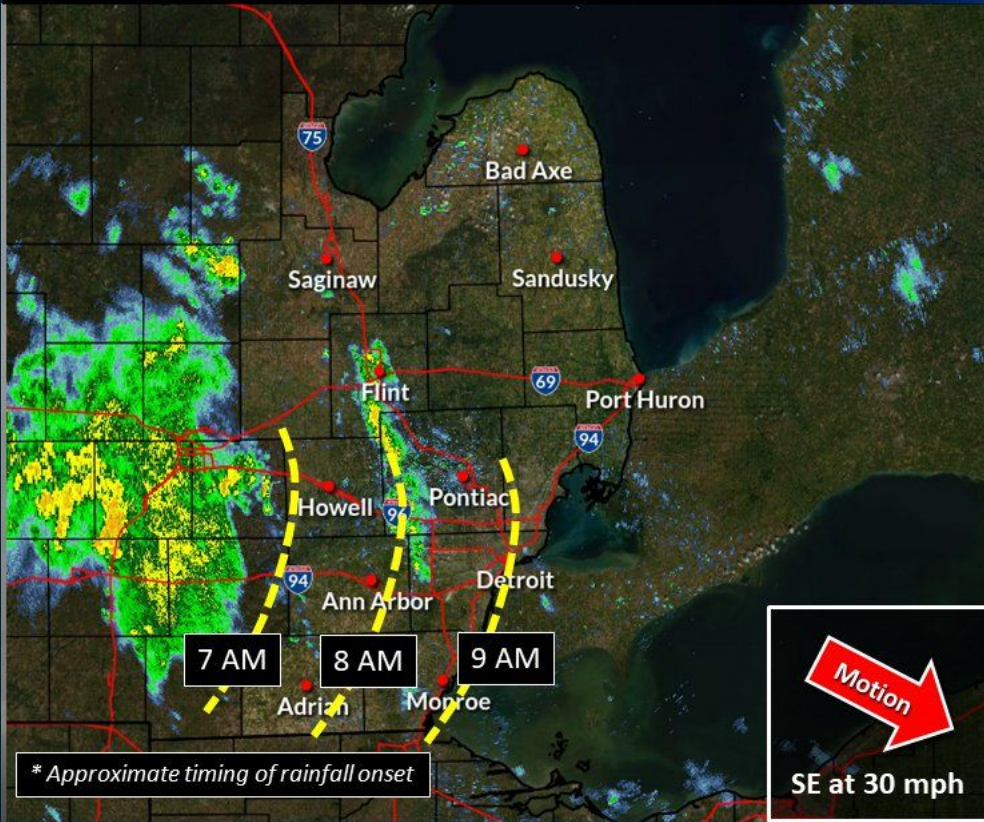 75
Bad Axe
Saginaw
Sandusky
Flint
69
Port Huron
94
Howell
96
Pontiac
94
Ann Arbor
Detroit
7 AM
8 AM
9 AM
Adrian
Monroe
* Approximate timing of rainfall onset
Motion
SE at 30 mph